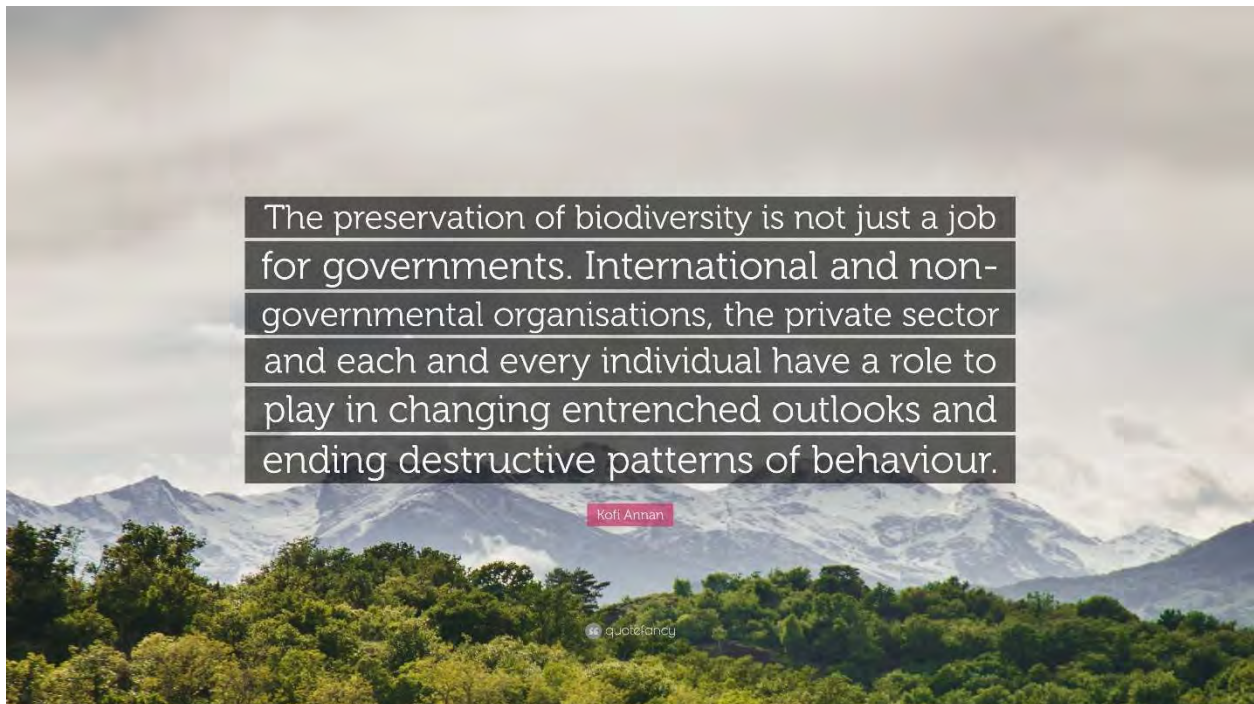 The preservation of biodiversity is not just a job
for governments. International and non-
governmental organisations, the private sector
and each and every individual have a role to
play in changing entrenched outlooks and
ending destructive patterns of behaviour.
Kofi Annan
quotefancy